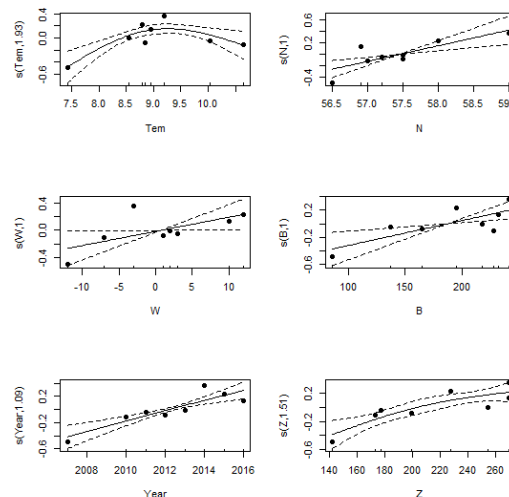 s(Tem,1.93)
0.4
0.0
-0.6
7.5 8.0 8.5 9.0 9.5 10.0
Tem
s(N,1)
0.4
0.0
-0.4
56.5 57.0 57.5 58.0 58.5 59.0
N
s(W,1)
0.4
0.0
-0.4
-10 -5 0 5 10
W
s(B,1)
0.2
-0.2
-0.6
100 150 200
B
s(Year,1.09)
0.2
-0.2
-0.6
2008 2010 2012 2014 2016
Year
s(Z,1.51)
0.2
-0.2
-0.6
140 160 180 200 220 240 260
Z